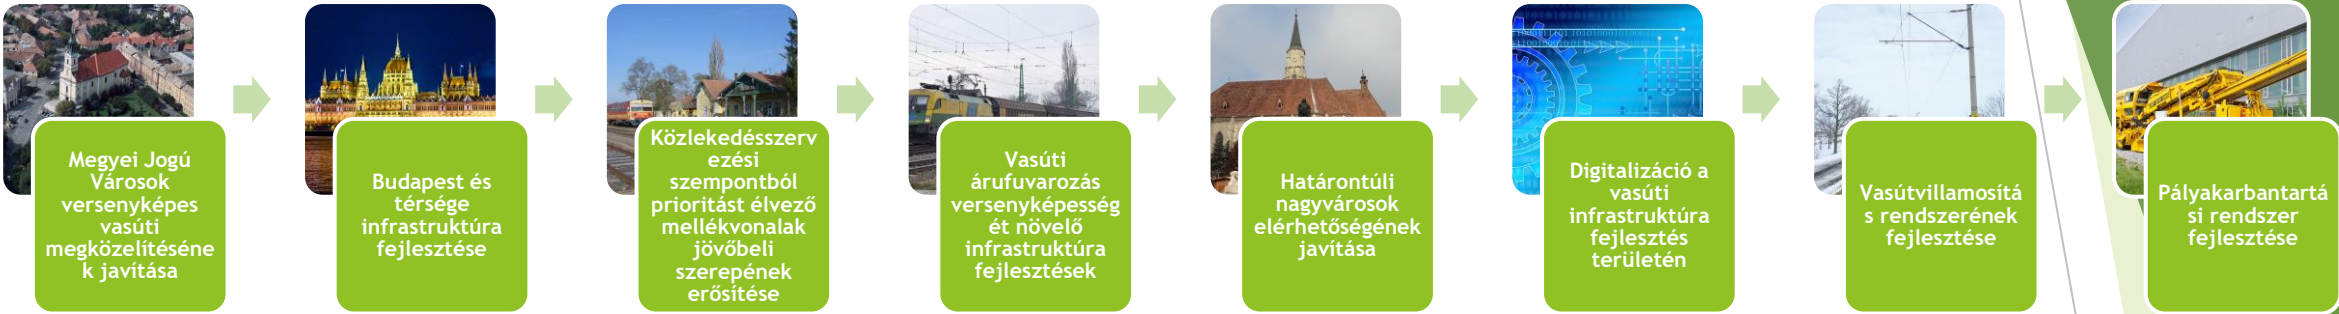 Megyei Jogú
Városok
versenyképes
vasúti
megközelítéséne
k javítása
Budapest és
térsége
infrastruktúra
fejlesztése
Közlekedésszerv
ezési
szempontból
prioritást élvező
mellékvonalak
jövőbeli
szerepének
erősítése
Vasúti
árufuvarozás
versenyképesség
ét növelő
infrastruktúra
fejlesztések
Határontúli
nagyvárosok
elérhetőségének
javítása
Digitalizáció a
vasúti
infrastruktúra
fejlesztés
területén
Vasútvillamosítá
s rendszerének
fejlesztése
Pályakarbantartá
si rendszer
fejlesztése